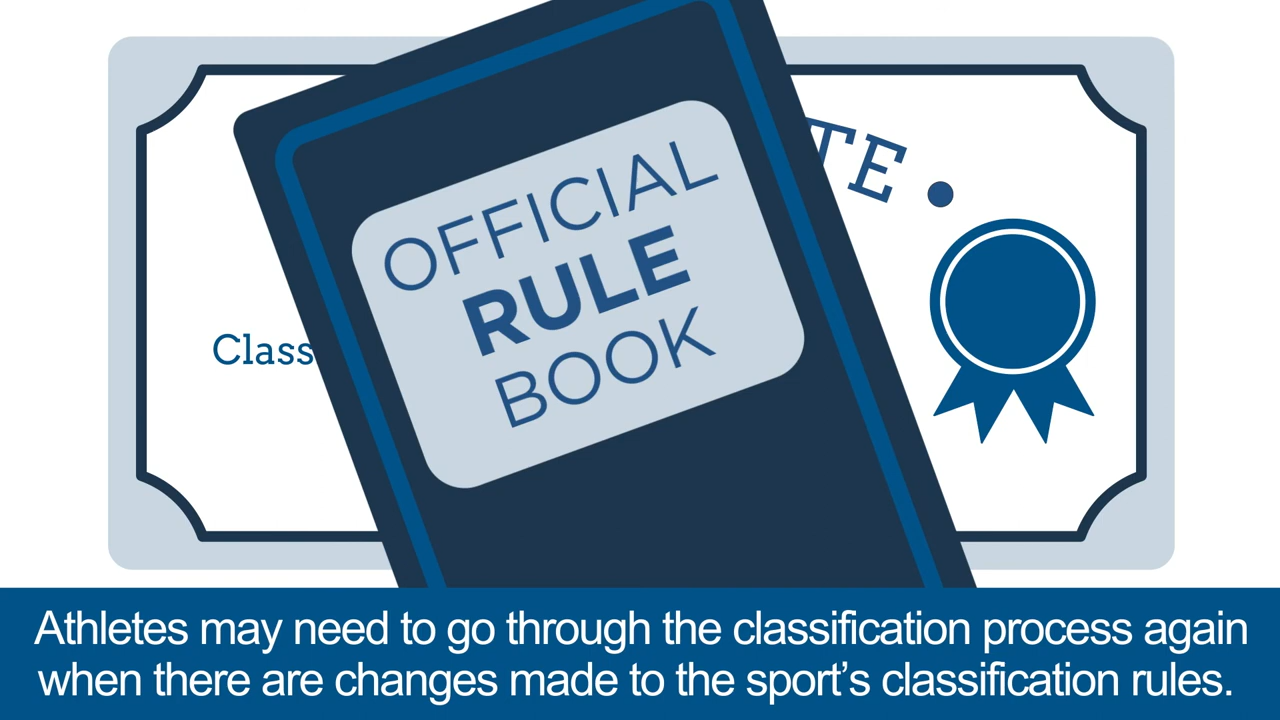 OFFICIAL
RULE
BOOK
TE •
Class
Athletes may need to go through the classification process again
when there are changes made to the sport’s classification rules.